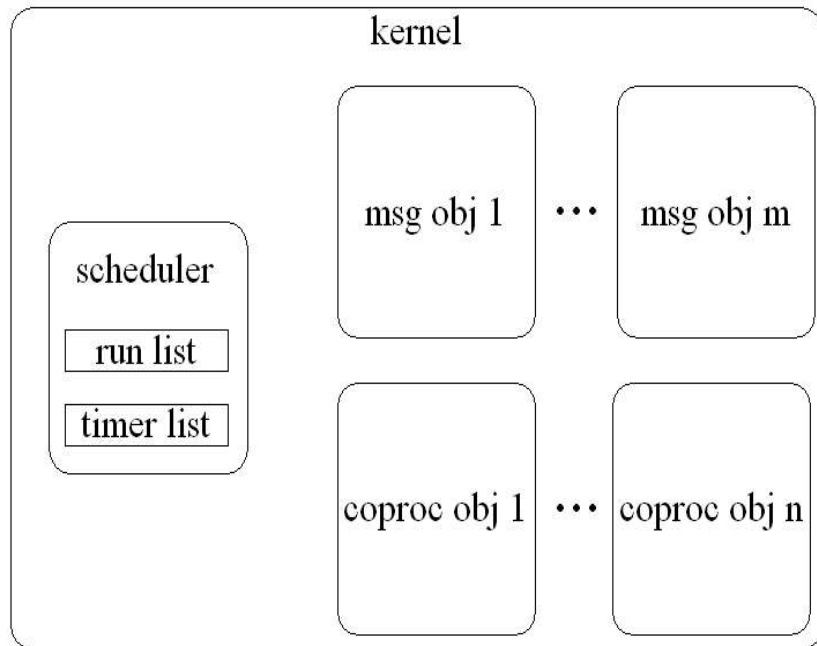 kernel
msg obj 1 ... msg obj m
scheduler
run list
timer list
coproc obj 1 ... coproc obj n